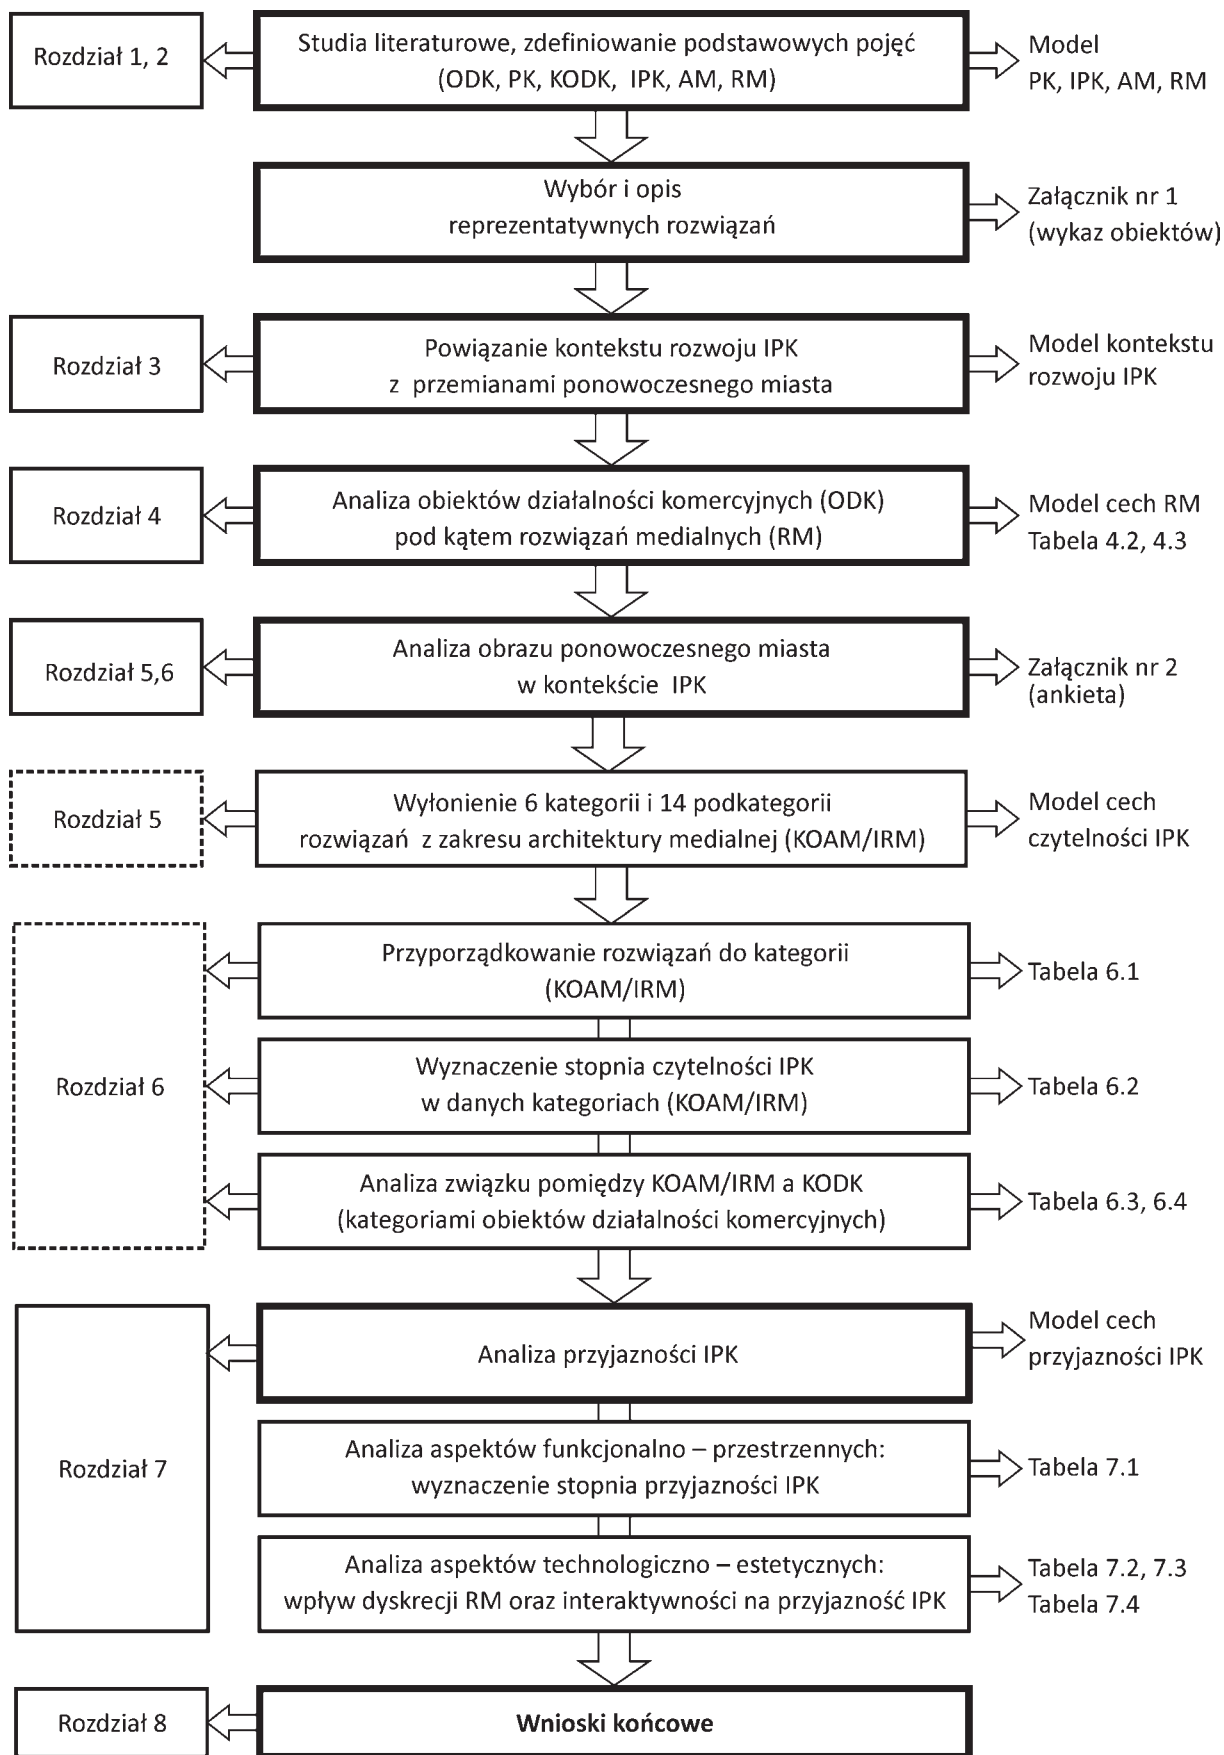 Rozdział 1, 2
Studia literaturowe, zdefiniowanie podstawowych pojęć
(ODK, PK, KODK, IPK, AM, RM)
Model
PK, IPK, AM, RM
Wybór i opis
reprezentatywnych rozwiązań
Załącznik nr 1
(wykaz obiektów)
Rozdział 3
Powiązanie kontekstu rozwoju IPK
z przemianami ponowoczesnego miasta
Model kontekstu
rozwoju IPK
Rozdział 4
Analiza obiektów działalności komercyjnych (ODK)
pod kątem rozwiązań medialnych (RM)
Model cech RM
Tabela 4.2, 4.3
Rozdział 5,6
Analiza obrazu ponowoczesnego miasta
w kontekście IPK
Załącznik nr 2
(ankieta)
Rozdział 5
Wyłonienie 6 kategorii i 14 podkategorii
rozwiązań z zakresu architektury medialnej (KOAM/IRM)
Model cech
czytelności IPK
Rozdział 6
Przyporządkowanie rozwiązań do kategorii
(KOAM/IRM)
Tabela 6.1
Wyznaczenie stopnia czytelności IPK
w danych kategoriach (KOAM/IRM)
Tabela 6.2
Analiza związku pomiędzy KOAM/IRM a KODK
(kategoriami obiektów działalności komercyjnych)
Tabela 6.3, 6.4
Rozdział 7
Analiza przyjazności IPK
Model cech
przyjazności IPK
Analiza aspektów funkcjonalno – przestrzennych:
wyznaczenie stopnia przyjazności IPK
Tabela 7.1
Analiza aspektów technologiczno – estetycznych:
wpływ dyskrecji RM oraz interaktywności na przyjazność IPK
Tabela 7.2, 7.3
Tabela 7.4
Rozdział 8
Wnioski końcowe